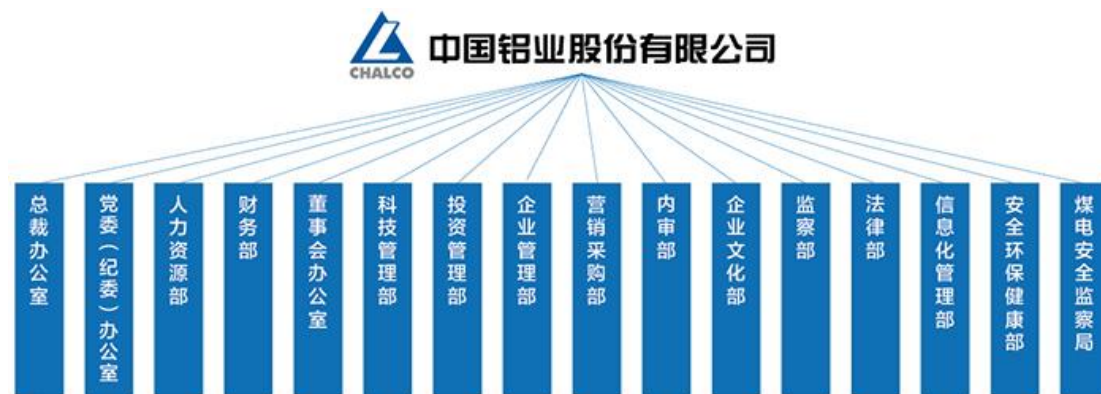 CHALCO
中国铝业股份有限公司
总裁办公室
党委（纪委）办公室
人力资源部
财务部
董事会办公室
科技管理部
投资管理部
企业管理部
营销采购部
内审部
企业文化部
监察部
法律部
信息化管理部
安全环保健康部
煤电安全监察局